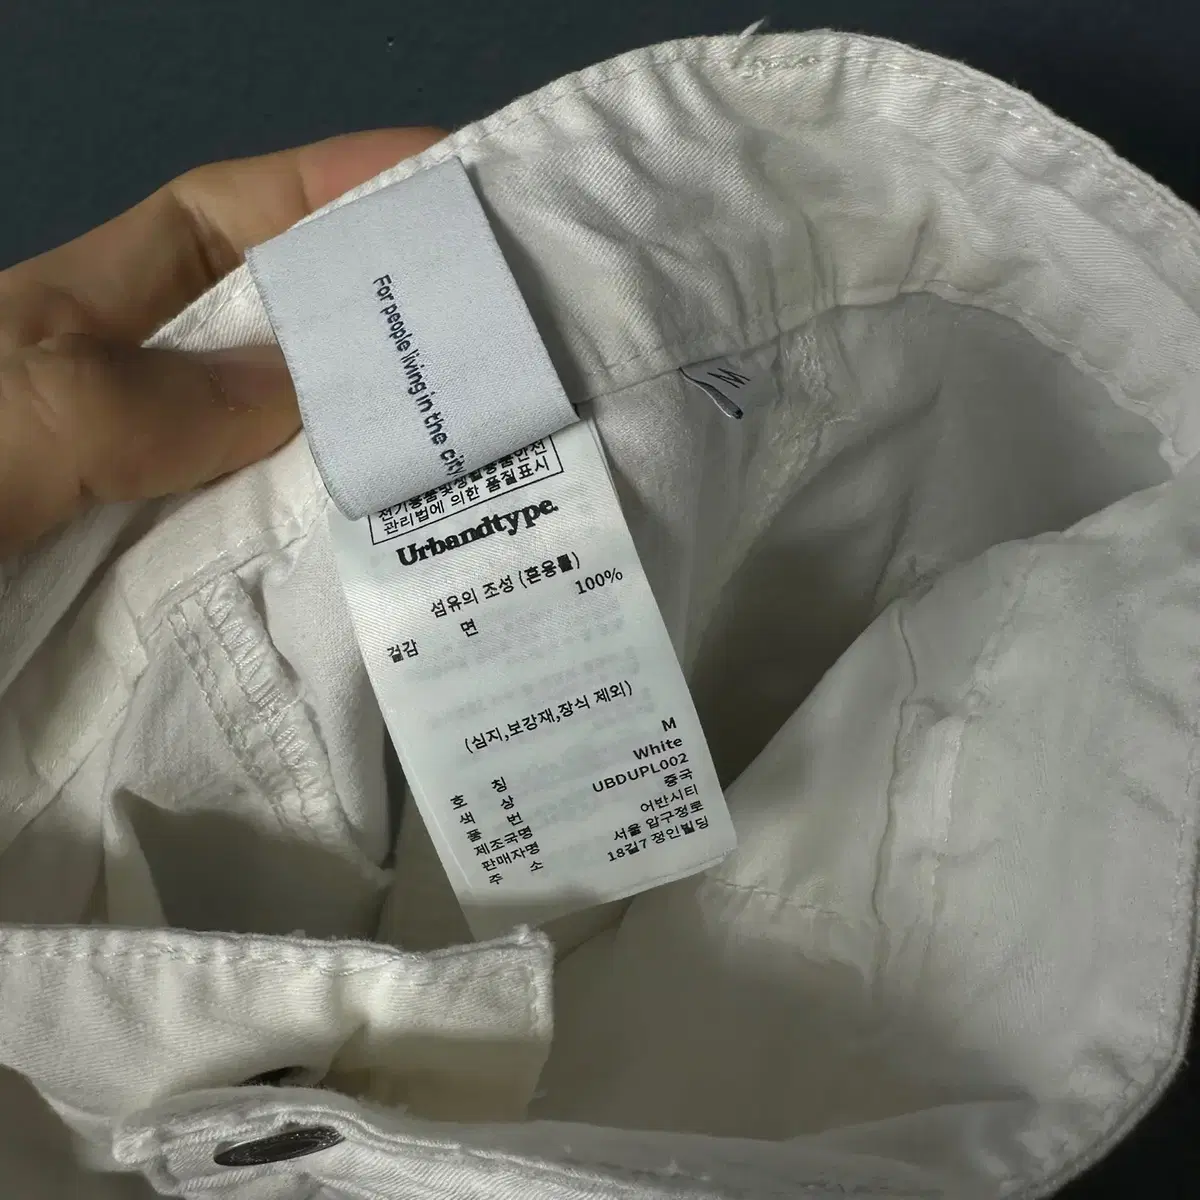 For people living in the city
M
전기용품및생활용품안전
관리법에 의한 품질표시
Urbandtype.
섬유의 조성 (혼용률)
겉감 면 100%
(심지,보강재,장식 제외)
호 칭 M
색 상 White
품 번 UBDUPL002
제조국명 중국
판매자명 어반시티
주 소 서울 압구정로
18길7 정인빌딩